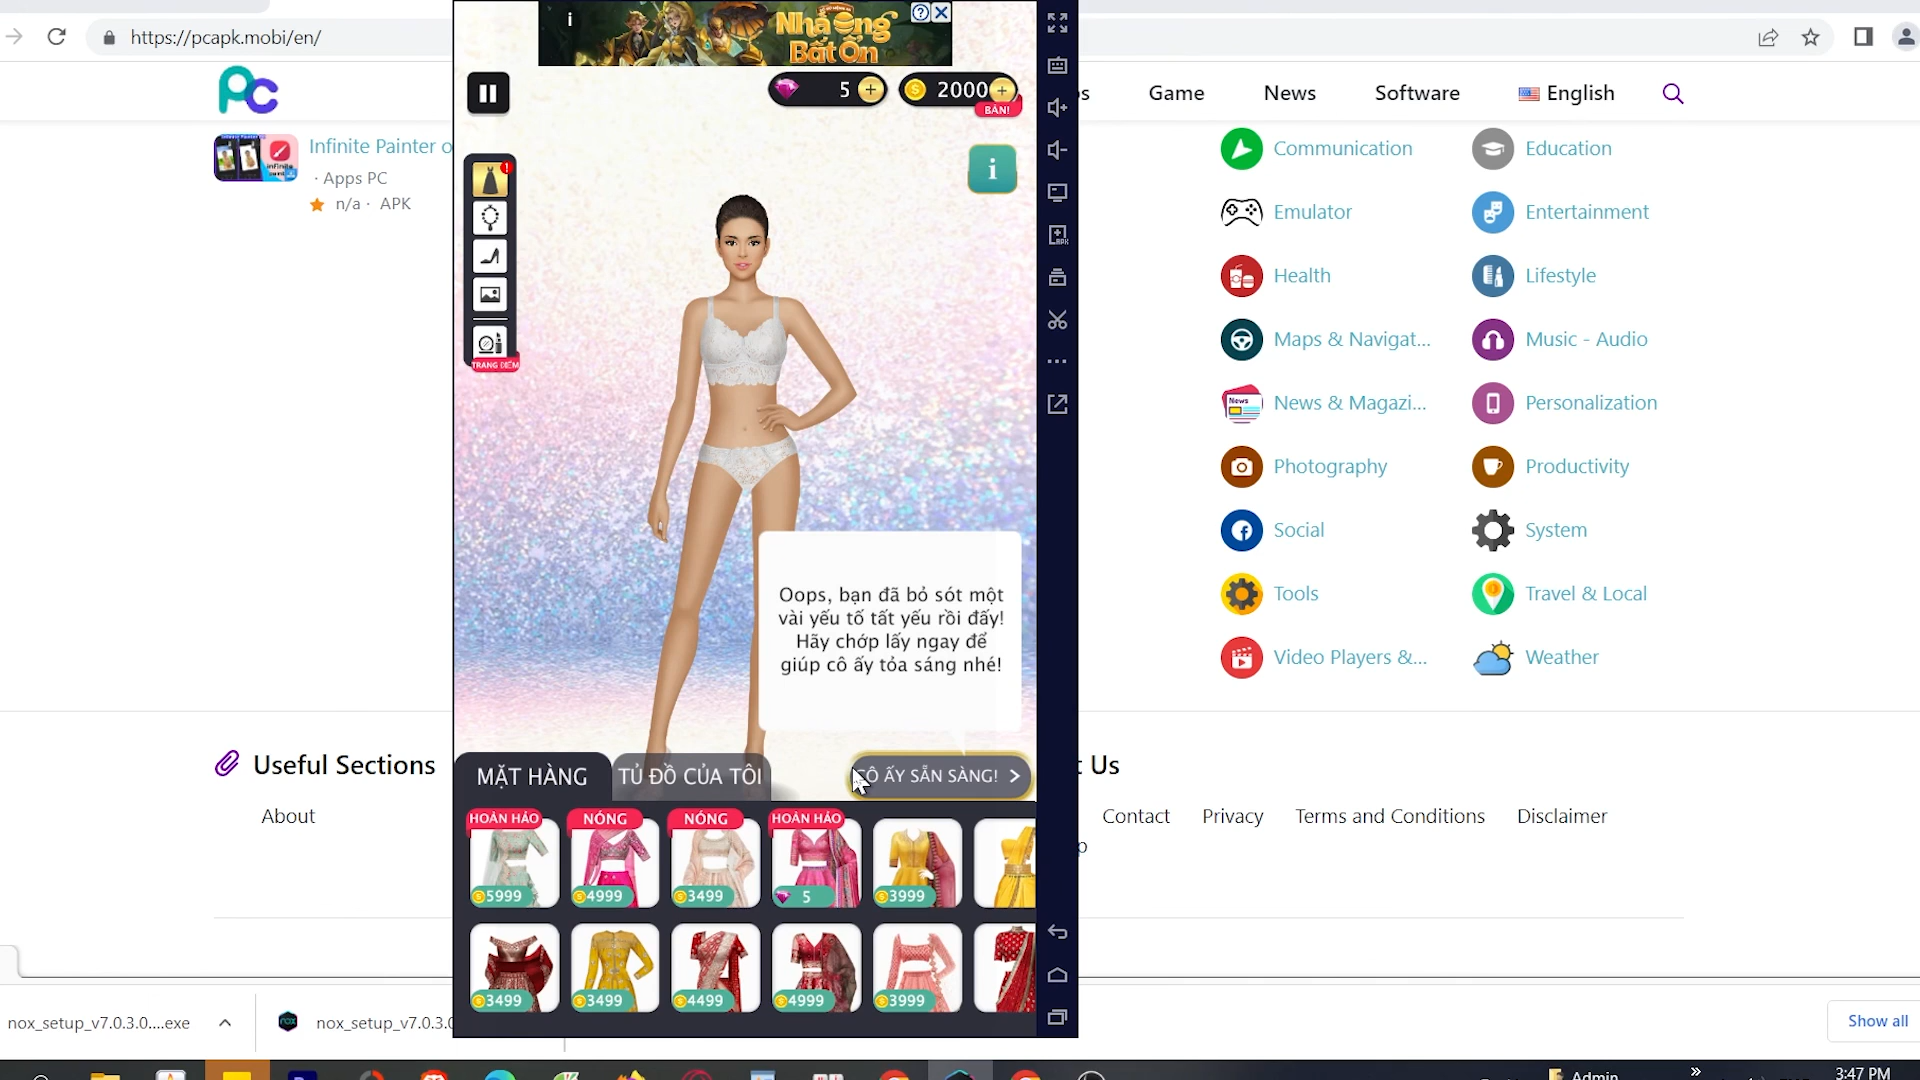 https://pcapk.mobi/en/
Nhà Ông
Bất Ổn
Game
News
Software
English
Infinite Painter o
· Apps PC
n/a · APK
5
2000
BÁN!
i
TRANG ĐIỂM
Communication
Education
Emulator
Entertainment
Health
Lifestyle
Maps & Navigat...
Music - Audio
News & Magazi...
Personalization
Photography
Productivity
Social
System
Tools
Travel & Local
Video Players &...
Weather
Oops, bạn đã bỏ sót một
vài yếu tố tất yếu rồi đấy!
Hãy chớp lấy ngay để
giúp cô ấy tỏa sáng nhé!
MẶT HÀNG
TỦ ĐỒ CỦA TÔI
CÔ ẤY SẴN SÀNG!
Useful Sections
About
Us
Contact
Privacy
Terms and Conditions
Disclaimer
HOÀN HẢO
NÓNG
NÓNG
HOÀN HẢO
5999
4999
3499
5
3999
3499
3499
4499
4999
3999
nox_setup_v7.0.3.0....exe
nox_setup_v7.0.3.0
Show all
Admin
3:47 PM